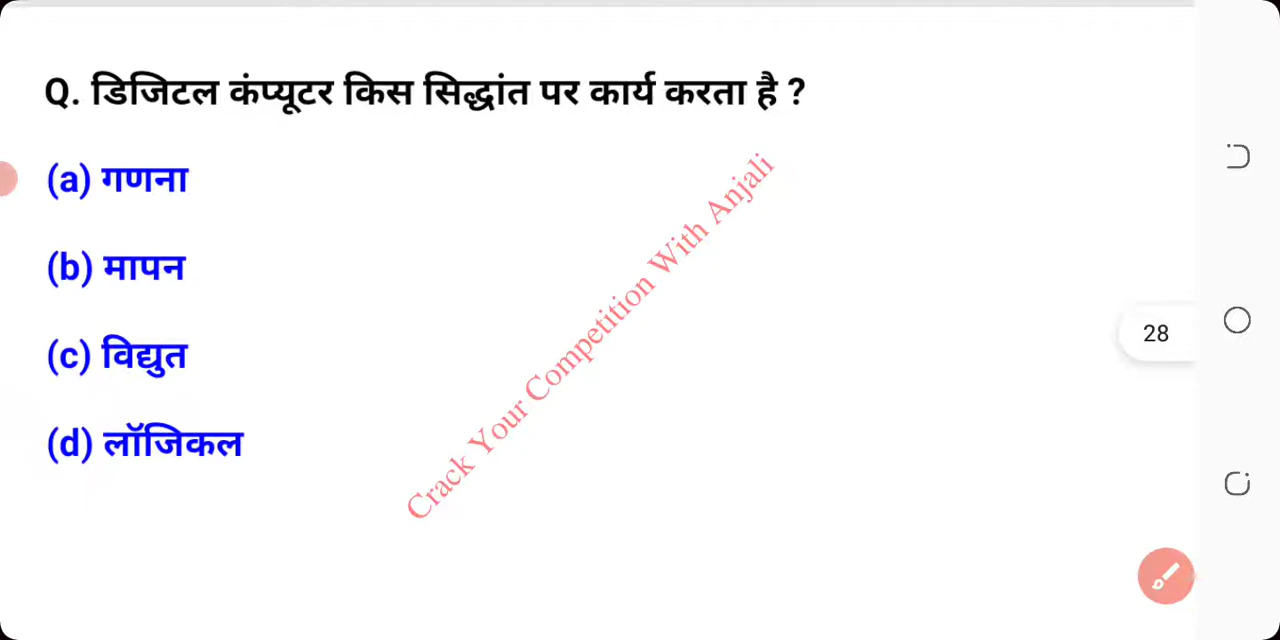 Q. डिजिटल कंप्यूटर किस सिद्धांत पर कार्य करता है ?
(a) गणना
(b) मापन
(c) विद्युत
(d) लॉजिकल
Crack Your Competition With Anjali
28